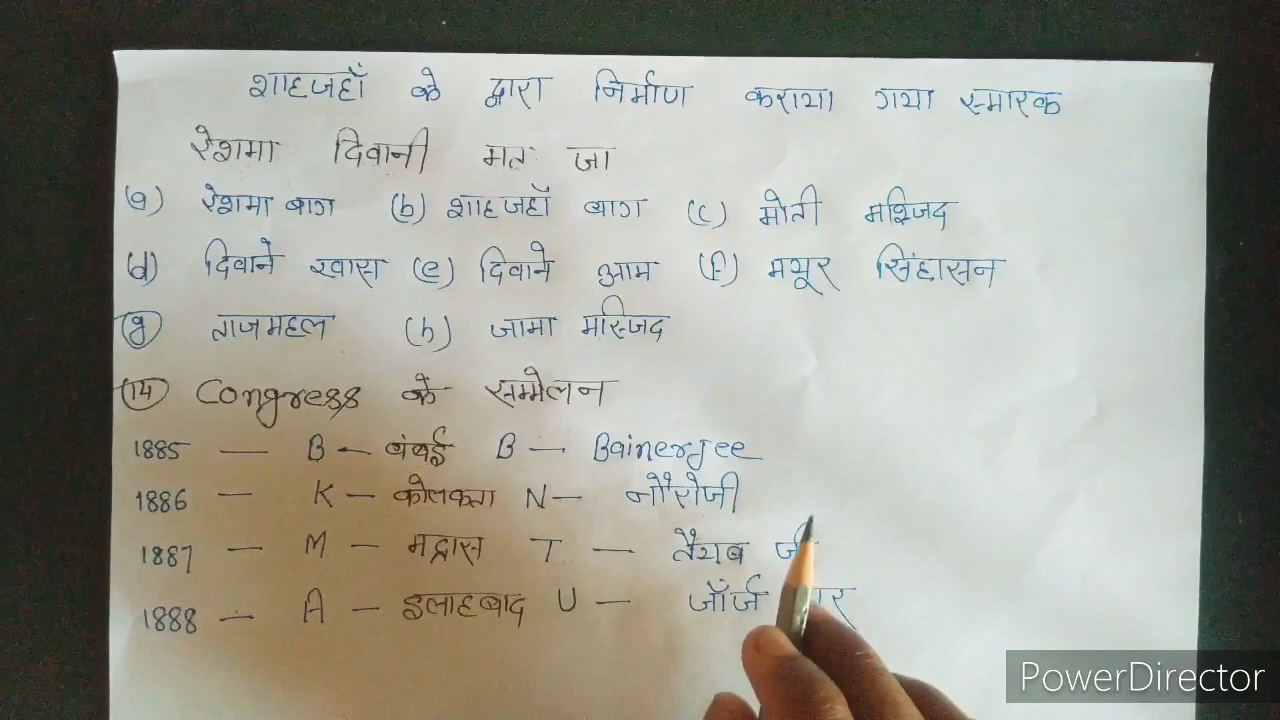 शाहजहाँ के द्वारा निर्माण कराया गया स्मारक
रेशमा दिवानी मत जा
(a) रेशमा बाग (b) शाहजहाँ बाग (c) मोती मस्जिद
(d) दिवाने खास (e) दिवाने आम (f) मयूर सिंहासन
(g) ताजमहल (h) जामा मस्जिद
(14) Congress के सम्मेलन
1885 — B — बंबई B — Bainerjee
1886 — K — कोलकता N — नौरोजी
1887 — M — मद्रास T — तैयब जी
1888 — A — इलाहबाद U — जॉर्ज
PowerDirector